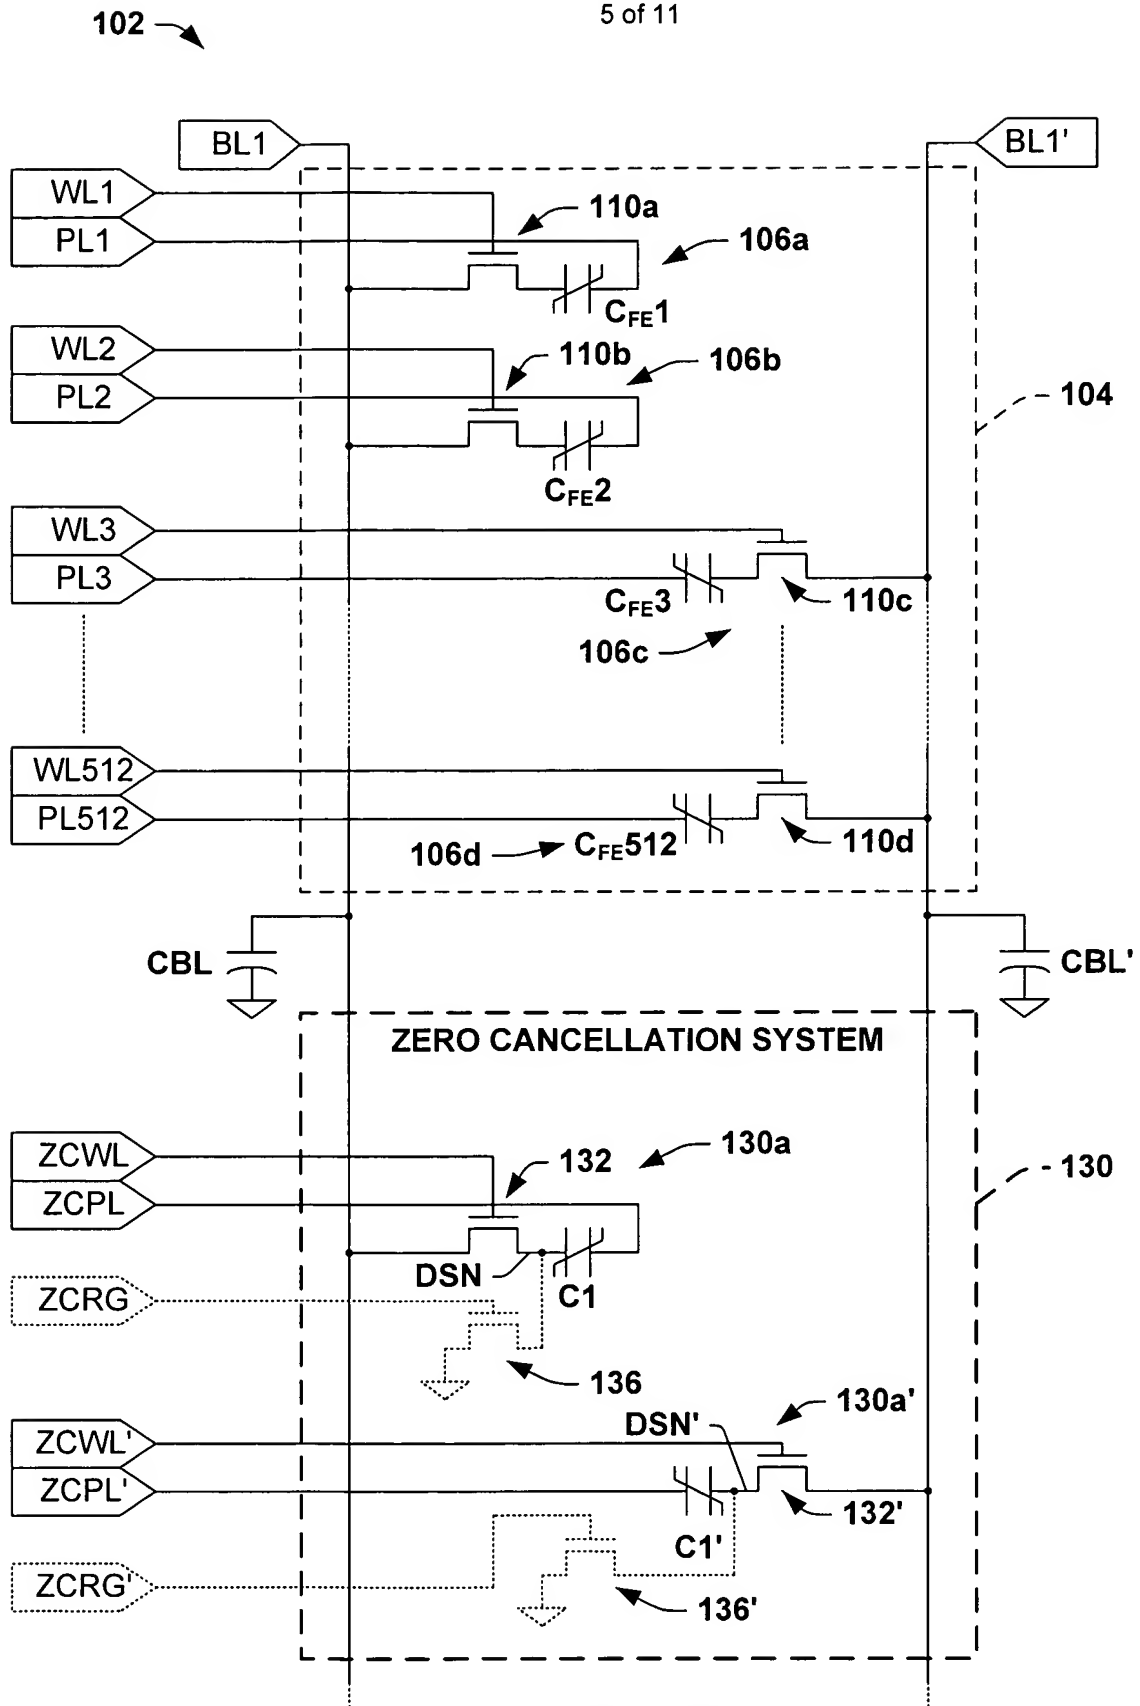 5 of 11
102
BL1
BL1'
WL1
PL1
110a
106a
CFE1
WL2
PL2
110b
106b
CFE2
104
WL3
PL3
CFE3
110c
106c
WL512
PL512
106d
CFE512
110d
CBL
CBL'
ZERO CANCELLATION SYSTEM
ZCWL
ZCPL
132
130a
130
DSN
C1
ZCRG
136
130a'
DSN'
ZCWL'
ZCPL'
132'
C1'
ZCRG'
136'